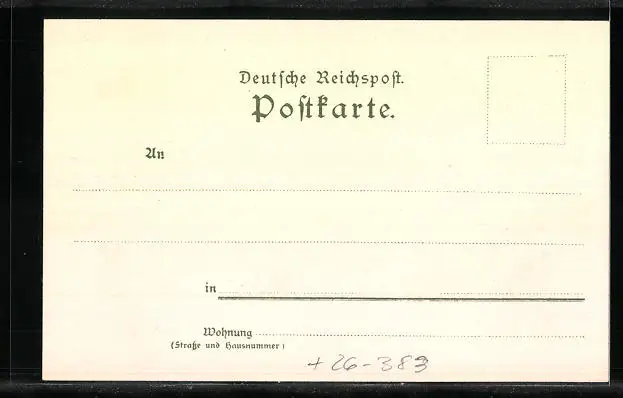 Deutſche Reichspoſt.
Poſtkarte.
An
in
Wohnung
(Straße und Hausnummer)
+26-383